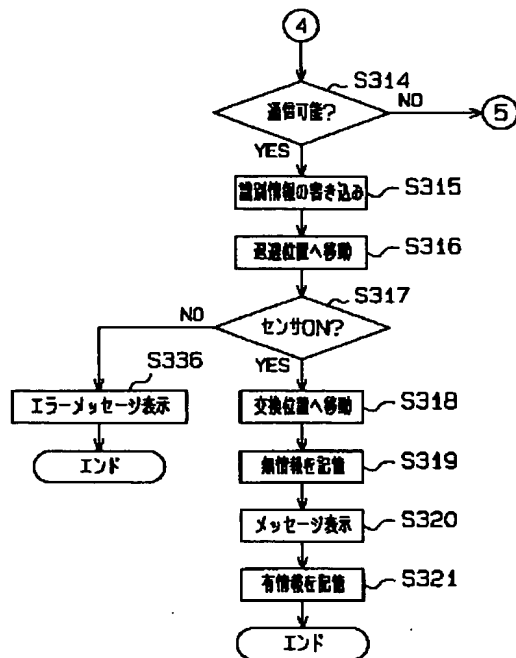 4
S314
通信可能?
NO
5
YES
識別情報の書き込み
S315
退避位置へ移動
S316
S317
NO
センサON?
YES
S336
エラーメッセージ表示
エンド
交換位置へ移動
S318
無情報を記憶
S319
メッセージ表示
S320
有情報を記憶
S321
エンド